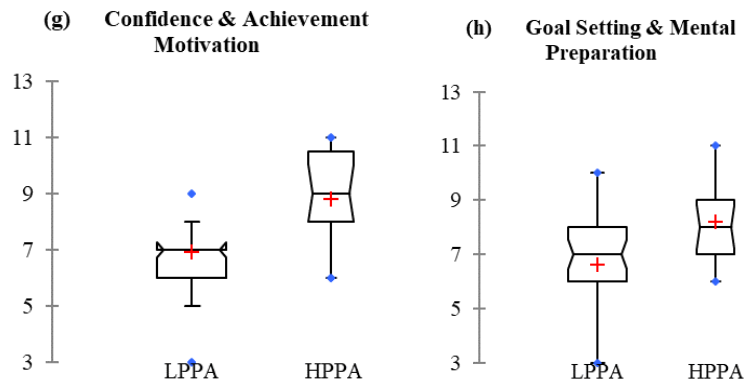 (g) Confidence & Achievement
Motivation
13
11
9
7
5
3
LPPA HPPA
(h) Goal Setting & Mental
Preparation
13
11
9
7
5
3
LPPA HPPA